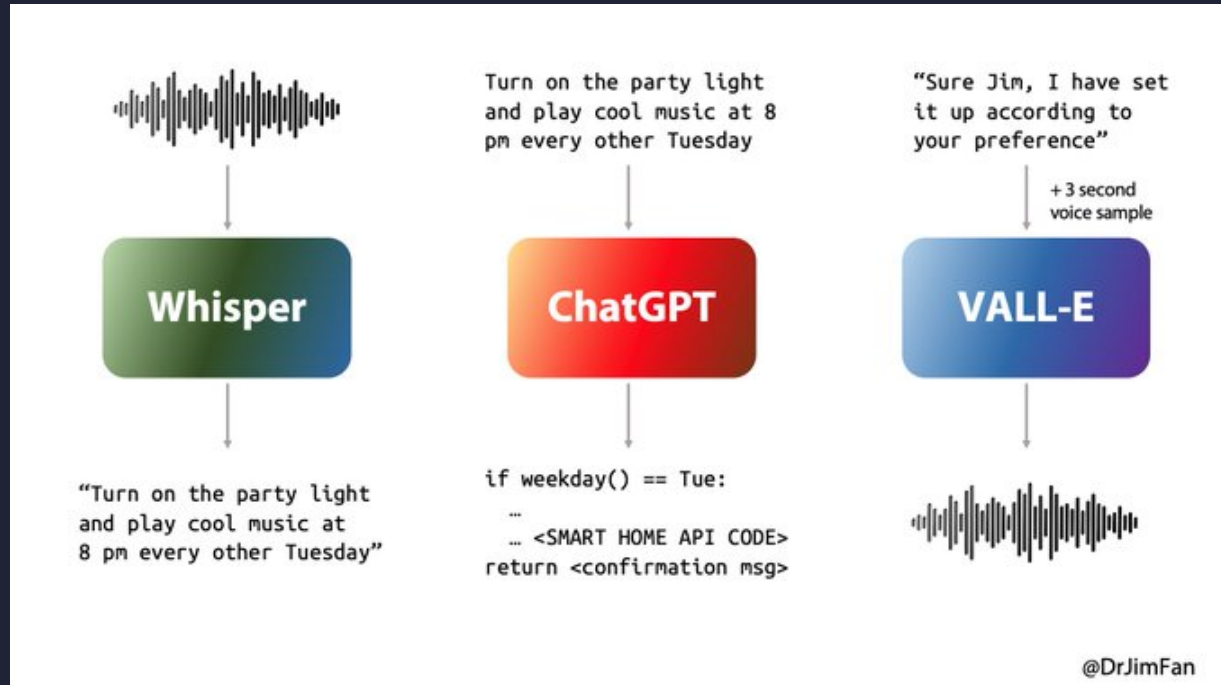 “Turn on the party light
and play cool music at
8 pm every other Tuesday”
Whisper
Turn on the party light
and play cool music at 8
pm every other Tuesday
ChatGPT
if weekday() == Tue:
…
… <SMART HOME API CODE>
return <confirmation msg>
“Sure Jim, I have set
it up according to
your preference”
+ 3 second
voice sample
VALL-E
@DrJimFan